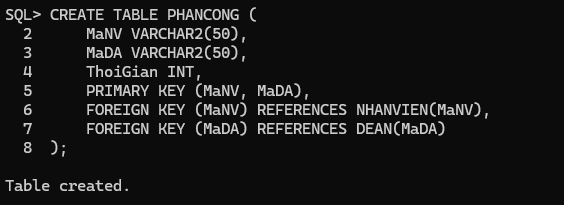 SQL> CREATE TABLE PHANCONG (
  2      MaNV VARCHAR2(50),
  3      MaDA VARCHAR2(50),
  4      ThoiGian INT,
  5      PRIMARY KEY (MaNV, MaDA),
  6      FOREIGN KEY (MaNV) REFERENCES NHANVIEN(MaNV),
  7      FOREIGN KEY (MaDA) REFERENCES DEAN(MaDA)
  8  );
Table created.